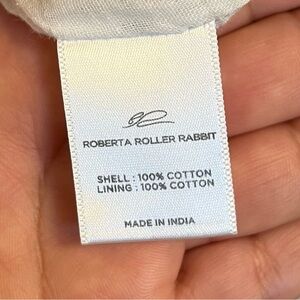 ROBERTA ROLLER RABBIT
SHELL : 100% COTTON
LINING : 100% COTTON
MADE IN INDIA